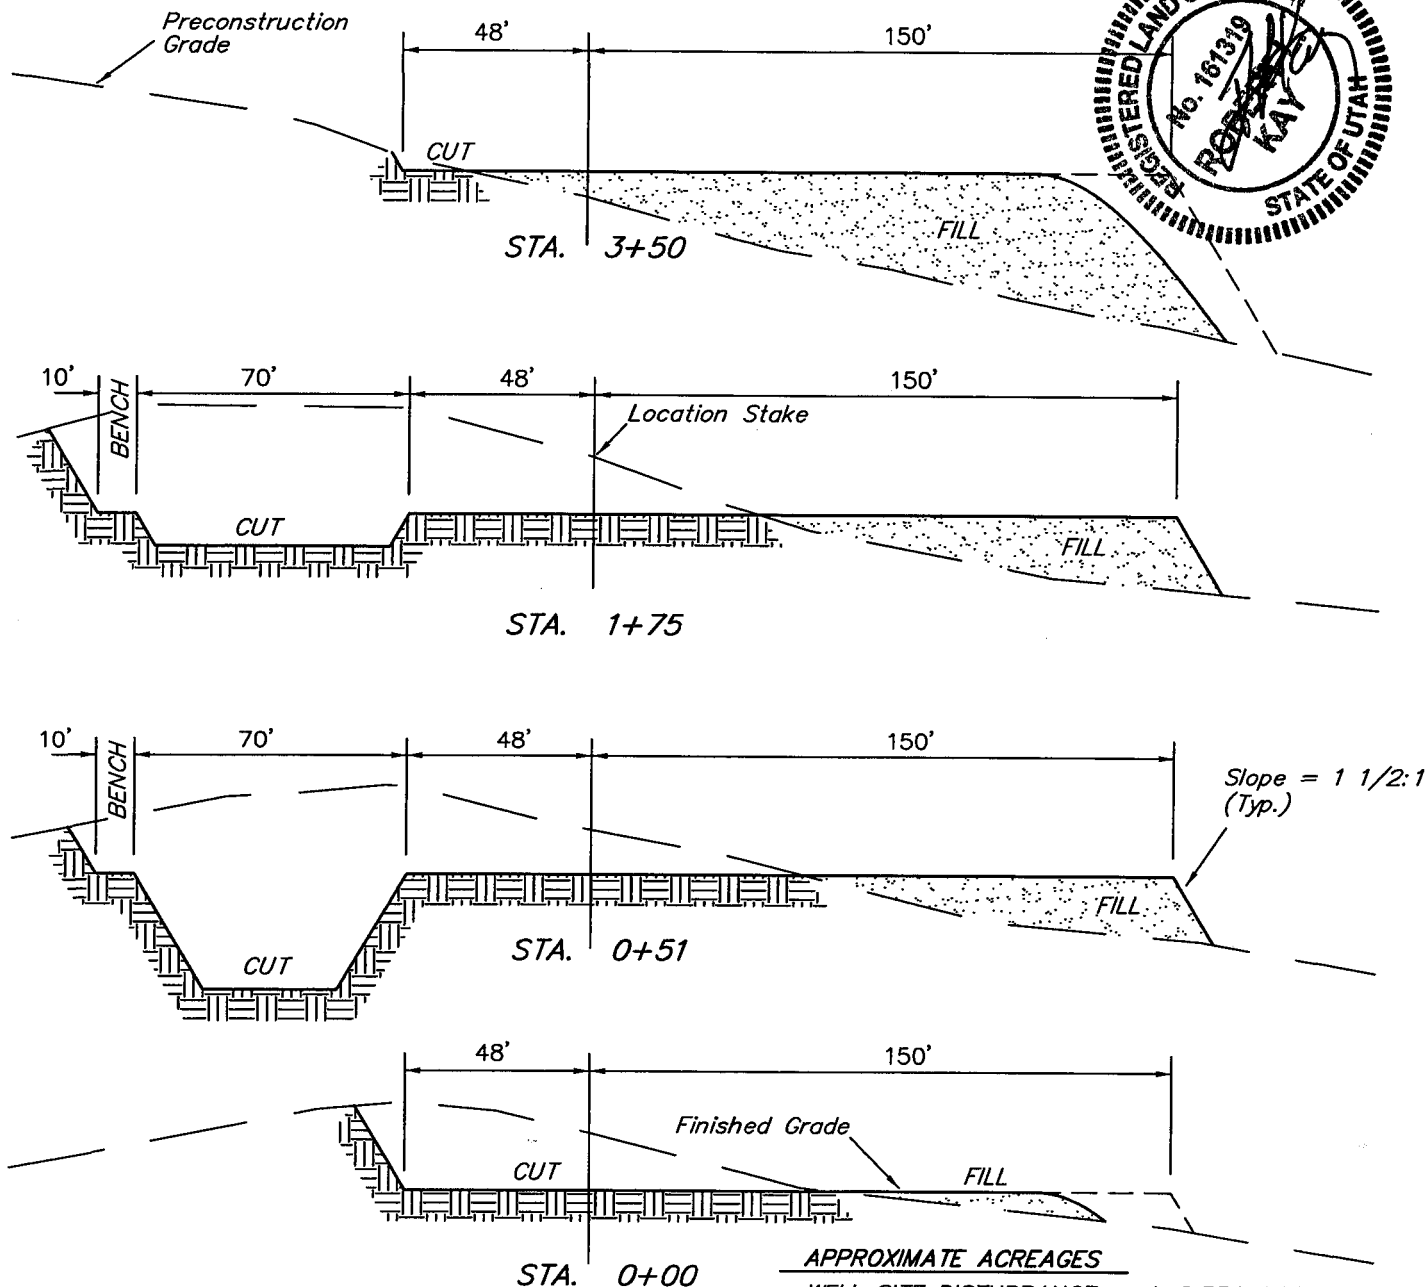 Preconstruction
Grade
48'
150'
REGISTERED LAND
No. 161319
KAY
STATE OF UTAH
CUT
FILL
STA. 3+50
10'
BENCH
70'
48'
150'
Location Stake
CUT
FILL
STA. 1+75
10'
BENCH
70'
48'
150'
Slope = 1 1/2:1
(Typ.)
CUT
FILL
STA. 0+51
48'
150'
Finished Grade
CUT
FILL
STA. 0+00
APPROXIMATE ACREAGES